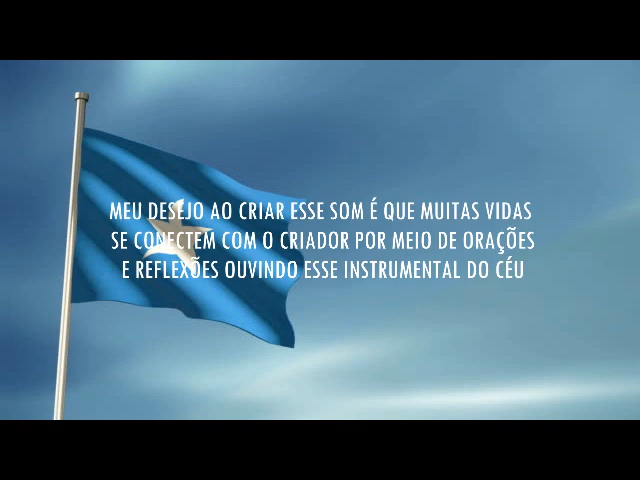 MEU DESEJO AO CRIAR ESSE SOM É QUE MUITAS VIDAS
SE CONECTEM COM O CRIADOR POR MEIO DE ORAÇÕES
E REFLEXÕES OUVINDO ESSE INSTRUMENTAL DO CÉU